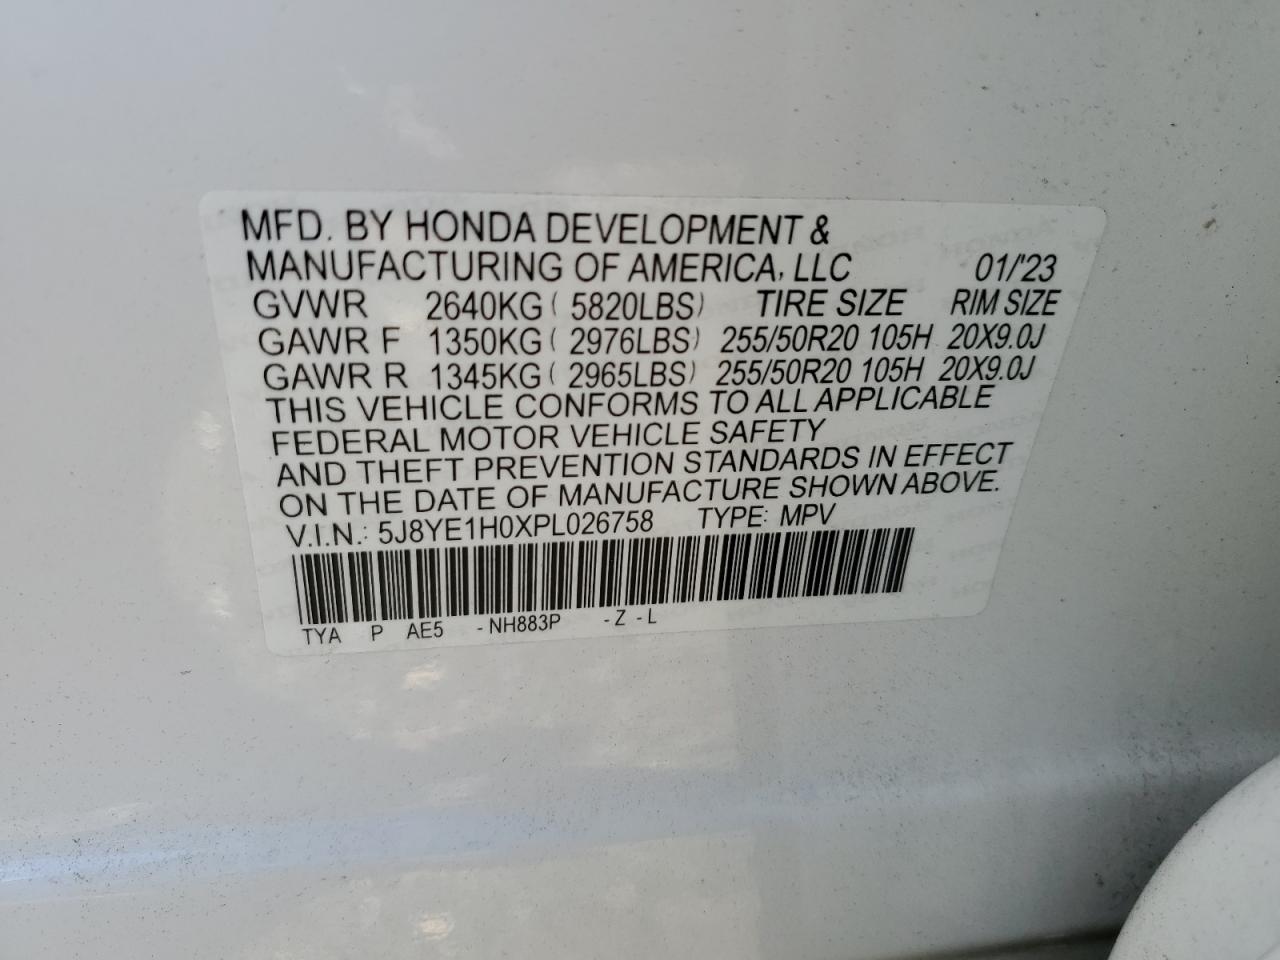 MFD. BY HONDA DEVELOPMENT &
MANUFACTURING OF AMERICA, LLC 01/'23
GVWR 2640KG ( 5820LBS) TIRE SIZE RIM SIZE
GAWR F 1350KG ( 2976LBS) 255/50R20 105H 20X9.0J
GAWR R 1345KG ( 2965LBS) 255/50R20 105H 20X9.0J
THIS VEHICLE CONFORMS TO ALL APPLICABLE
FEDERAL MOTOR VEHICLE SAFETY
AND THEFT PREVENTION STANDARDS IN EFFECT
ON THE DATE OF MANUFACTURE SHOWN ABOVE.
V.I.N.: 5J8YE1H0XPL026758 TYPE: MPV
TYA P AE5 -NH883P -Z -L